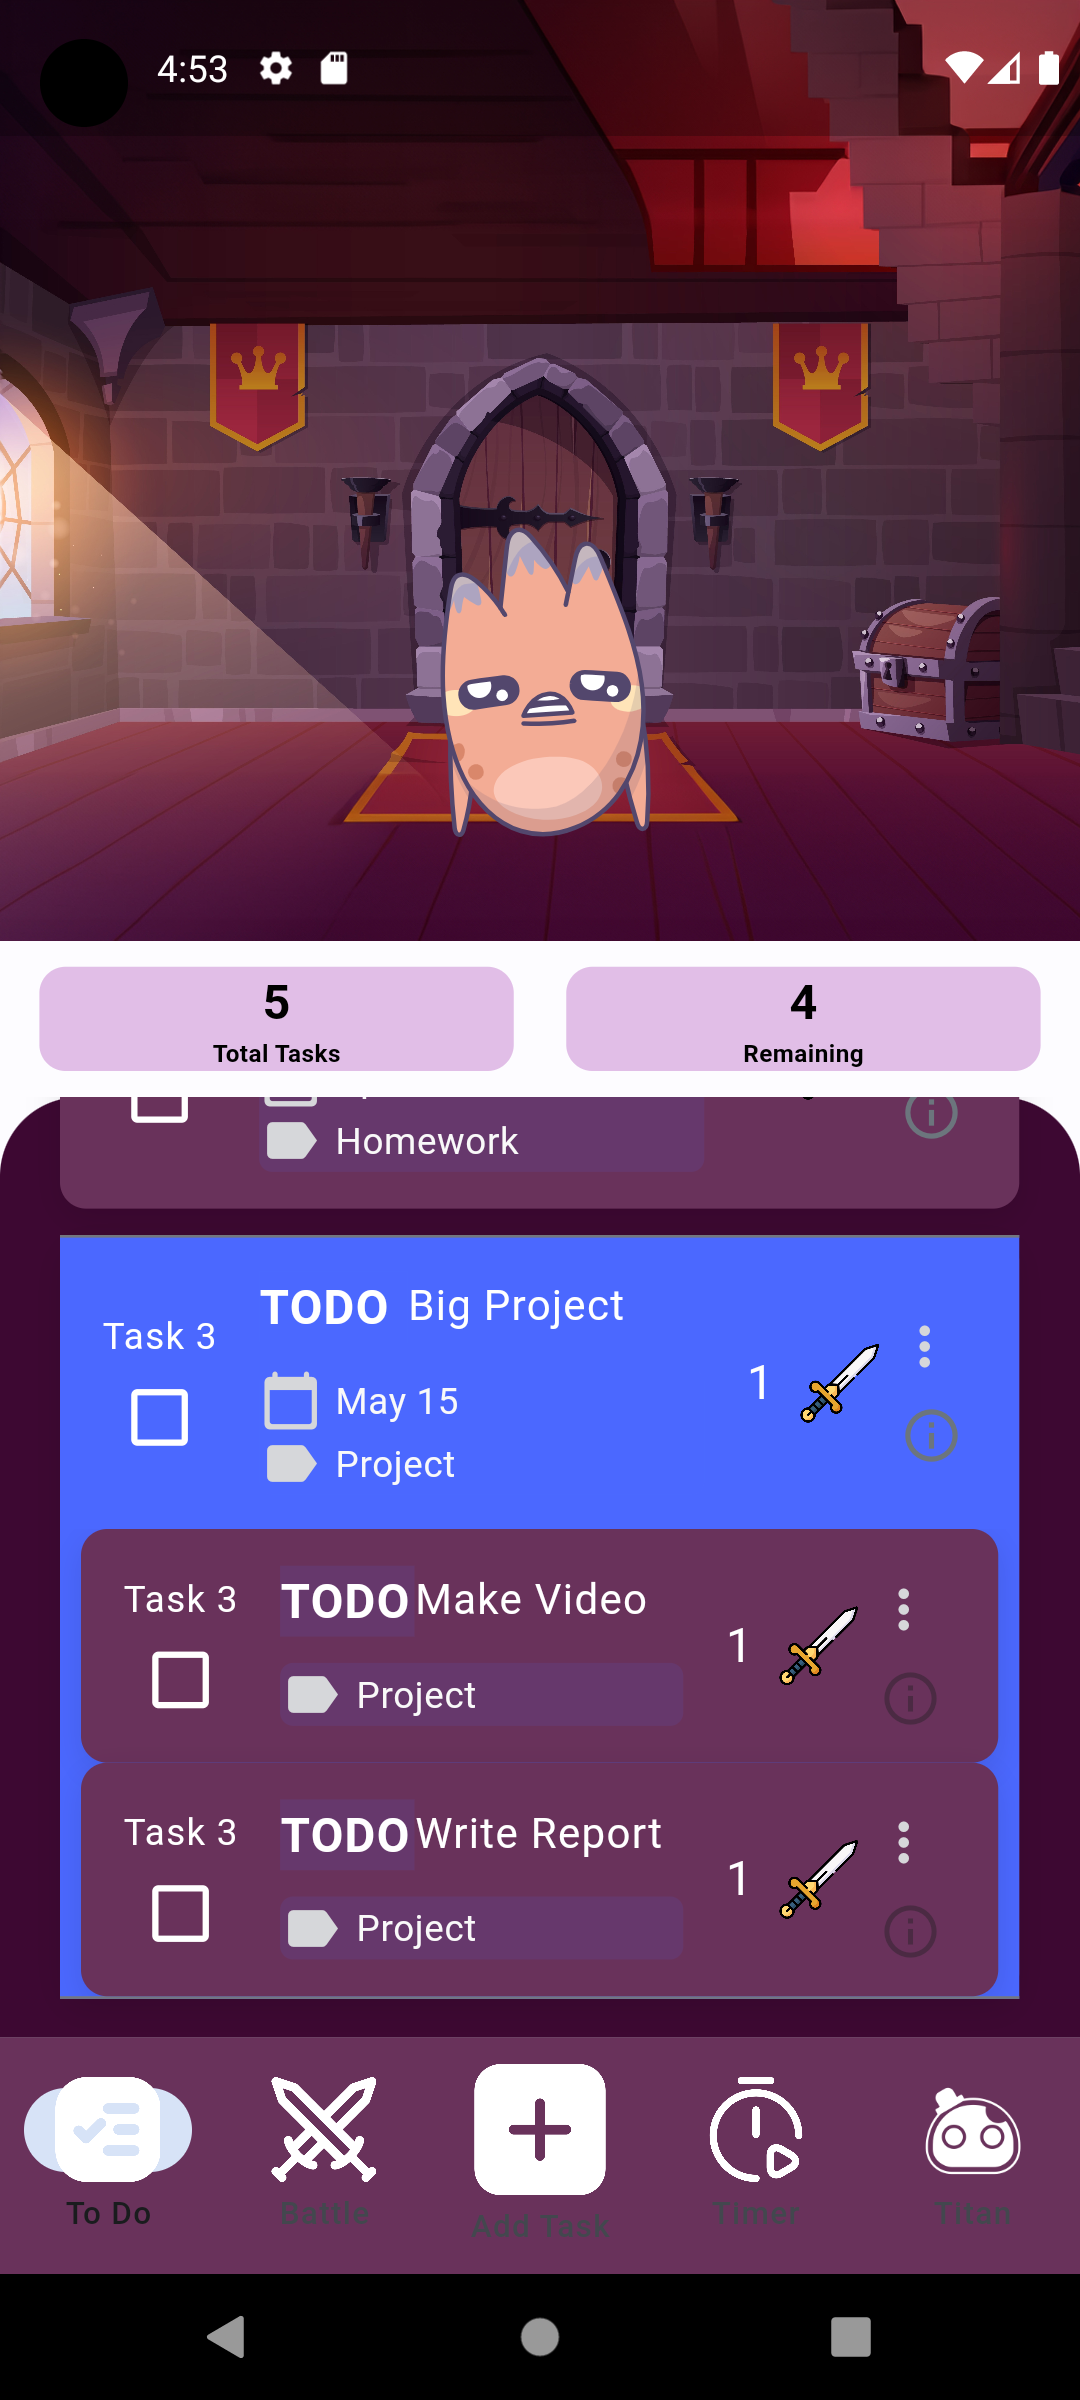 4:53
5
Total Tasks
4
Remaining
Homework
Task 3
TODO Big Project
May 15
Project
1
Task 3
TODO Make Video
Project
1
Task 3
TODO Write Report
Project
1
To Do
Battle
Add Task
Timer
Titan